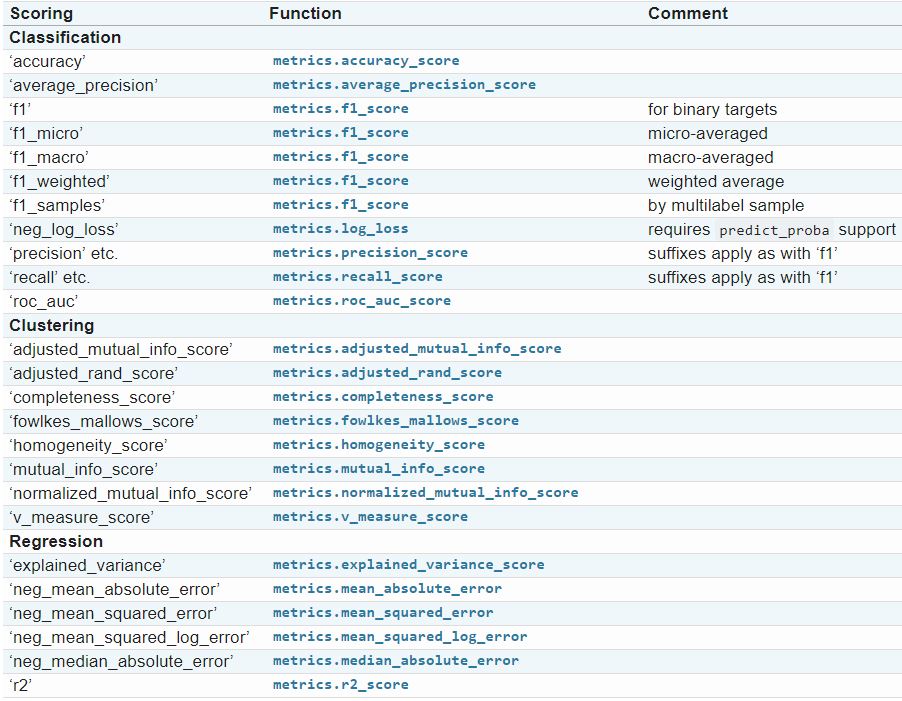 Scoring Function Comment
Classification
‘accuracy’ metrics.accuracy_score
‘average_precision’ metrics.average_precision_score
‘f1’ metrics.f1_score for binary targets
‘f1_micro’ metrics.f1_score micro-averaged
‘f1_macro’ metrics.f1_score macro-averaged
‘f1_weighted’ metrics.f1_score weighted average
‘f1_samples’ metrics.f1_score by multilabel sample
‘neg_log_loss’ metrics.log_loss requires predict_proba support
‘precision’ etc. metrics.precision_score suffixes apply as with ‘f1’
‘recall’ etc. metrics.recall_score suffixes apply as with ‘f1’
‘roc_auc’ metrics.roc_auc_score
Clustering
‘adjusted_mutual_info_score’ metrics.adjusted_mutual_info_score
‘adjusted_rand_score’ metrics.adjusted_rand_score
‘completeness_score’ metrics.completeness_score
‘fowlkes_mallows_score’ metrics.fowlkes_mallows_score
‘homogeneity_score’ metrics.homogeneity_score
‘mutual_info_score’ metrics.mutual_info_score
‘normalized_mutual_info_score’ metrics.normalized_mutual_info_score
‘v_measure_score’ metrics.v_measure_score
Regression
‘explained_variance’ metrics.explained_variance_score
‘neg_mean_absolute_error’ metrics.mean_absolute_error
‘neg_mean_squared_error’ metrics.mean_squared_error
‘neg_mean_squared_log_error’ metrics.mean_squared_log_error
‘neg_median_absolute_error’ metrics.median_absolute_error
‘r2’ metrics.r2_score